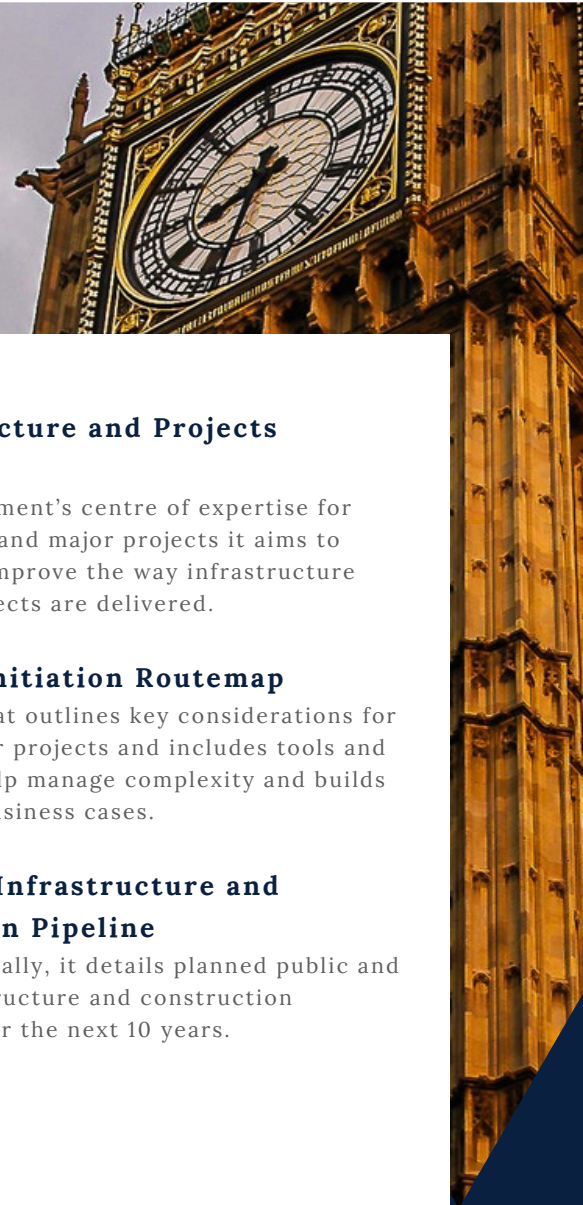 cture and Projects
ment’s centre of expertise for
and major projects it aims to
mprove the way infrastructure
ects are delivered.
nitiation Routemap
at outlines key considerations for
r projects and includes tools and
lp manage complexity and builds
siness cases.
Infrastructure and
n Pipeline
ally, it details planned public and
ructure and construction
r the next 10 years.